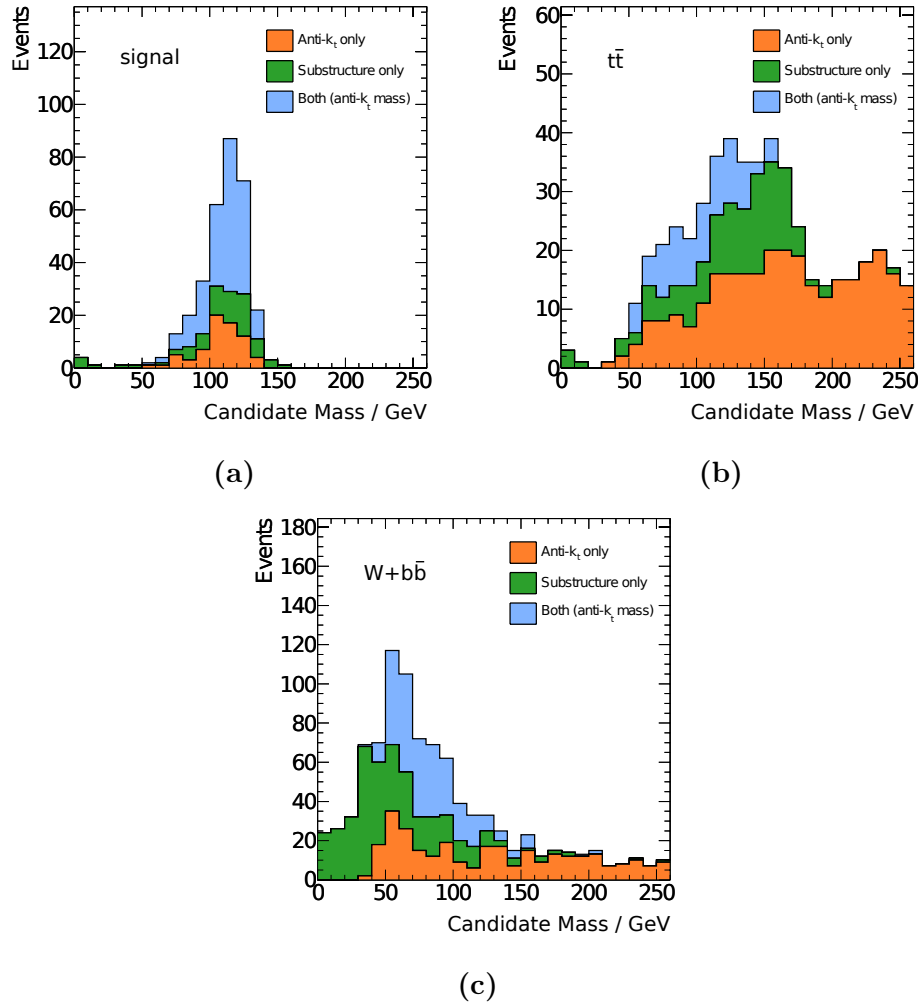 signal
Anti-kₜ only
Substructure only
Both (anti-kₜ mass)
Events
120
100
80
60
40
20
0
0 50 100 150 200 250
Candidate Mass / GeV
(a)
tt̄
Anti-kₜ only
Substructure only
Both (anti-kₜ mass)
Events
60
50
40
30
20
10
0
0 50 100 150 200 250
Candidate Mass / GeV
(b)
W+bb̄
Anti-kₜ only
Substructure only
Both (anti-kₜ mass)
Events
180
160
140
120
100
80
60
40
20
0
0 50 100 150 200 250
Candidate Mass / GeV
(c)